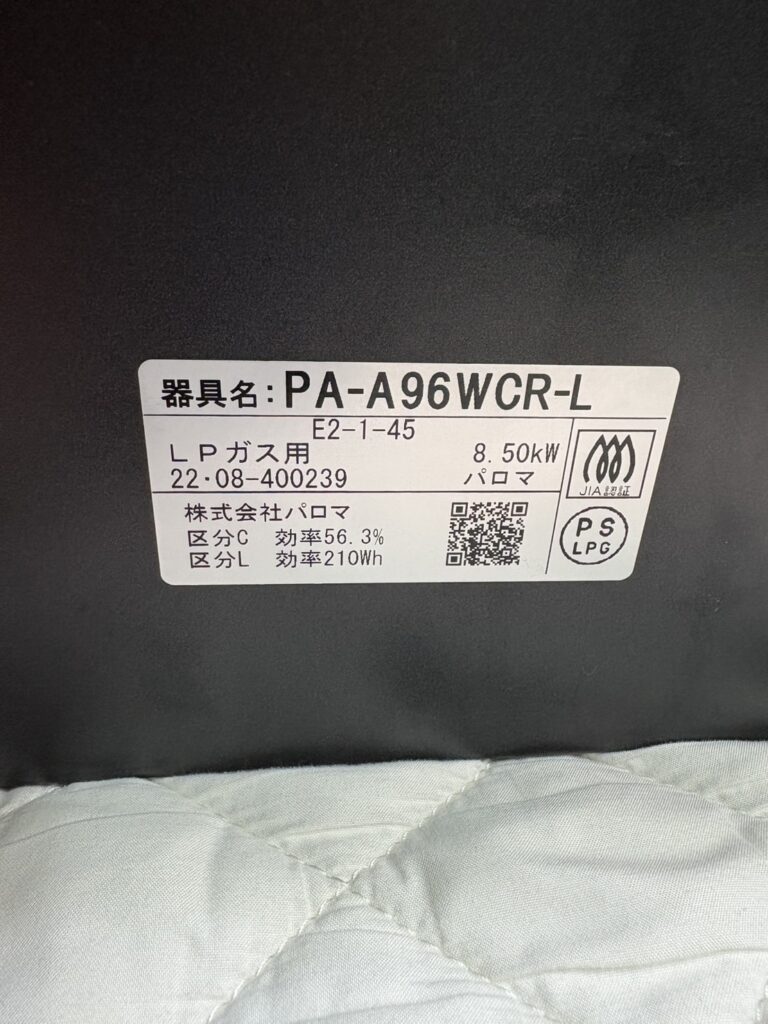 器具名:PA-A96WCR-L
E2-1-45
LPガス用 8.50kW
22・08-400239 パロマ
株式会社パロマ
区分C 効率56.3%
区分L 効率210Wh
JIA認証
PS
LPG